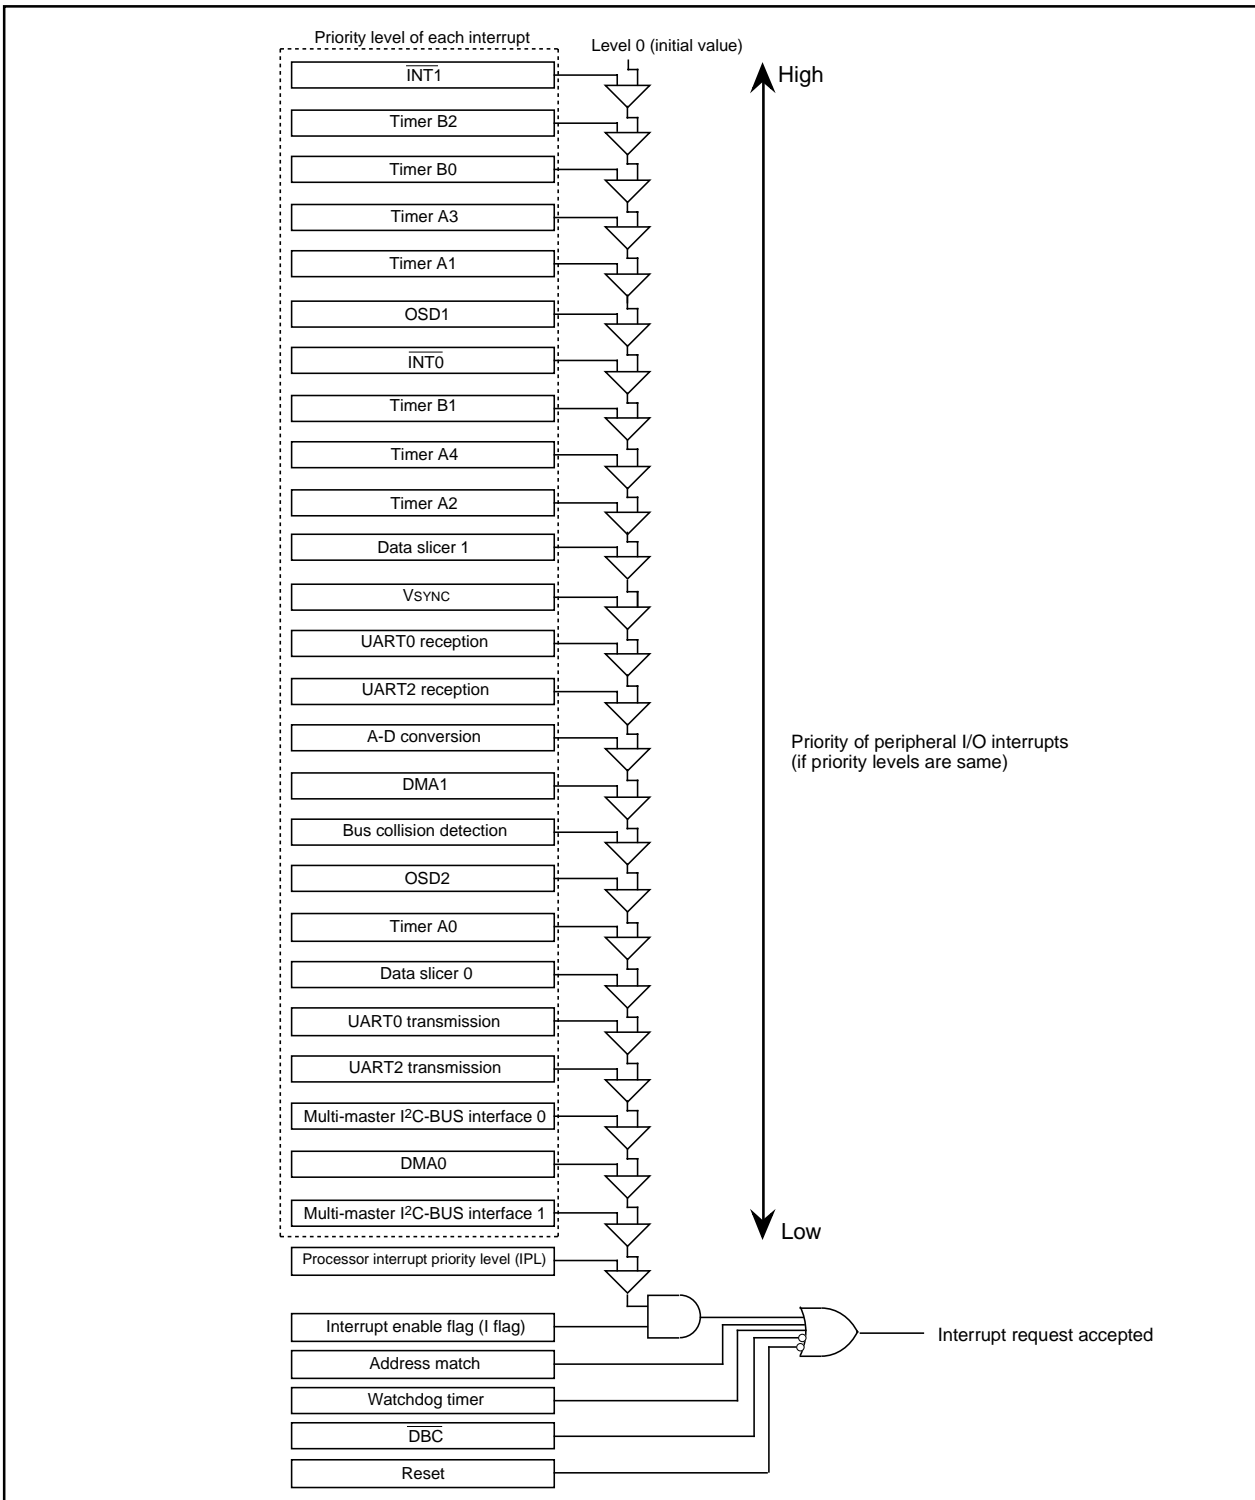 Priority level of each interrupt
Level 0 (initial value)
High
INT1
Timer B2
Timer B0
Timer A3
Timer A1
OSD1
INT0
Timer B1
Timer A4
Timer A2
Data slicer 1
VSYNC
UART0 reception
UART2 reception
A-D conversion
Priority of peripheral I/O interrupts
(if priority levels are same)
DMA1
Bus collision detection
OSD2
Timer A0
Data slicer 0
UART0 transmission
UART2 transmission
Multi-master I2C-BUS interface 0
DMA0
Multi-master I2C-BUS interface 1
Low
Processor interrupt priority level (IPL)
Interrupt enable flag (I flag)
Interrupt request accepted
Address match
Watchdog timer
DBC
Reset